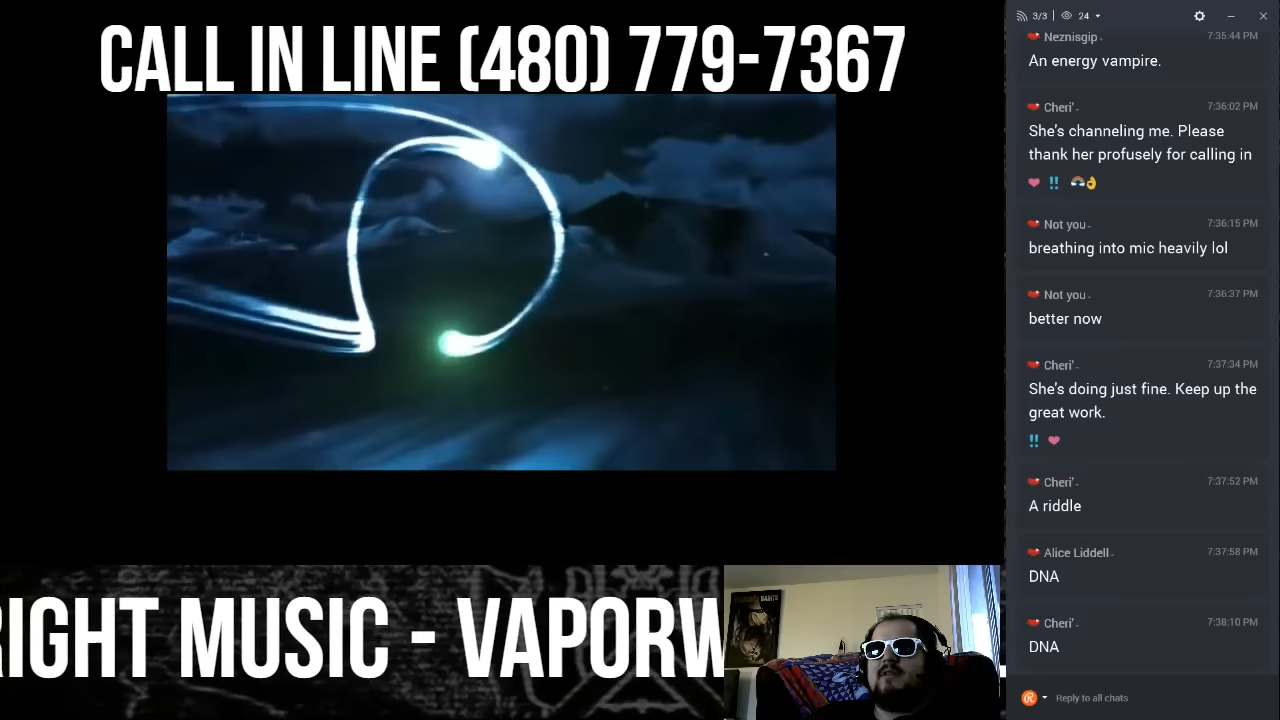 CALL IN LINE (480) 779-7367
3/3 24
Neznisgip 7:35:44 PM
An energy vampire.
Cheri' 7:36:02 PM
She's channeling me. Please
thank her profusely for calling in
Not you 7:36:15 PM
breathing into mic heavily lol
Not you 7:36:37 PM
better now
Cheri' 7:37:34 PM
She's doing just fine. Keep up the
great work.
Cheri' 7:37:52 PM
A riddle
Alice Liddell 7:37:58 PM
DNA
Cheri' 7:38:10 PM
DNA
Reply to all chats
RIGHT MUSIC - VAPORW